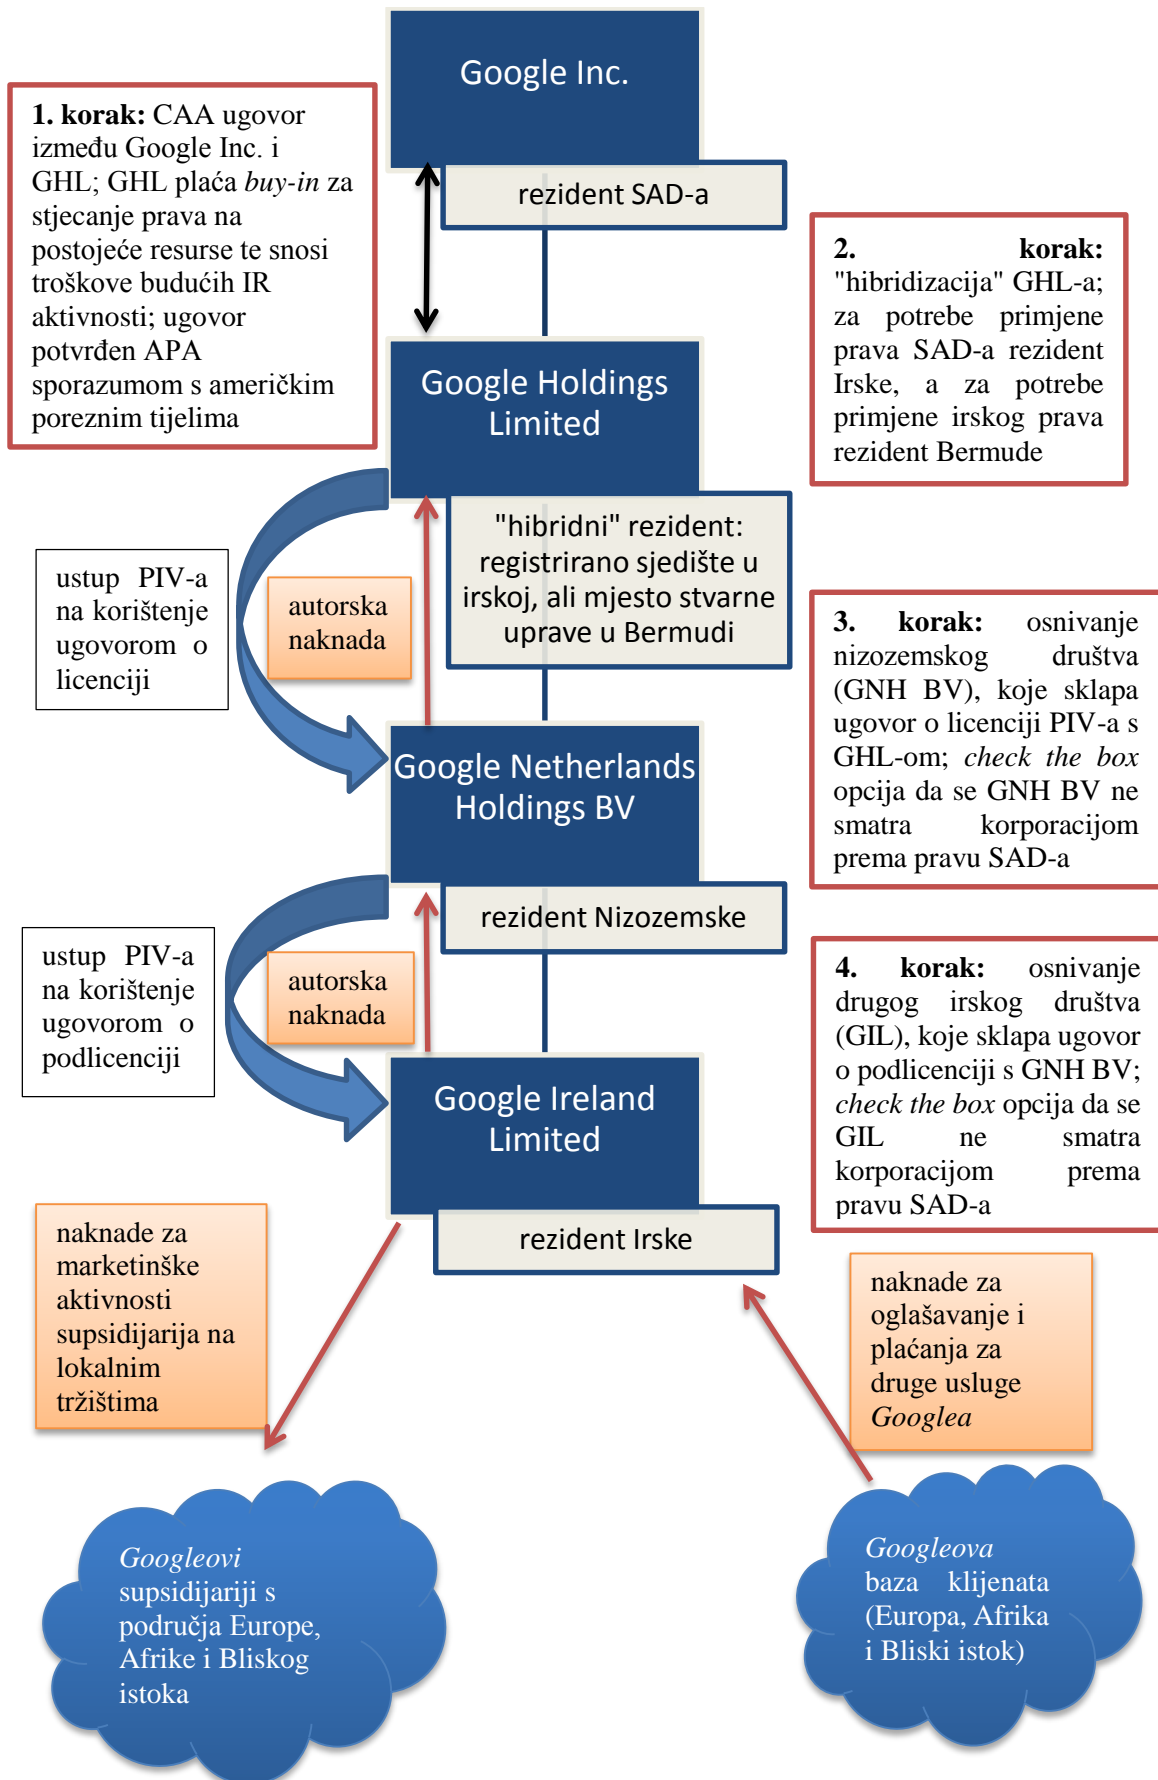 Google Inc.
rezident SAD-a
1. korak: CAA ugovor
između Google Inc. i
GHL; GHL plaća buy-in za
stjecanje prava na
postojeće resurse te snosi
troškove budućih IR
aktivnosti; ugovor
potvrđen APA
sporazumom s američkim
poreznim tijelima
2. korak:
"hibridizacija" GHL-a;
za potrebe primjene
prava SAD-a rezident
Irske, a za potrebe
primjene irskog prava
rezident Bermude
Google Holdings
Limited
"hibridni" rezident:
registrirano sjedište u
irskoj, ali mjesto stvarne
uprave u Bermudi
ustup PIV-a
na korištenje
ugovorom o
licenciji
autorska
naknada
3. korak: osnivanje
nizozemskog društva
(GNH BV), koje sklapa
ugovor o licenciji PIV-a s
GHL-om; check the box
opcija da se GNH BV ne
smatra korporacijom
prema pravu SAD-a
Google Netherlands
Holdings BV
rezident Nizozemske
ustup PIV-a
na korištenje
ugovorom o
podlicenciji
autorska
naknada
4. korak: osnivanje
drugog irskog društva
(GIL), koje sklapa ugovor
o podlicenciji s GNH BV;
check the box opcija da se
GIL ne smatra
korporacijom prema
pravu SAD-a
Google Ireland
Limited
rezident Irske
naknade za
marketinške
aktivnosti
supsidijarija na
lokalnim
tržištima
naknade za
oglašavanje i
plaćanja za
druge usluge
Googlea
Googleovi
supsidijariji s
područja Europe,
Afrike i Bliskog
istoka
Googleova
baza klijenata
(Europa, Afrika
i Bliski istok)